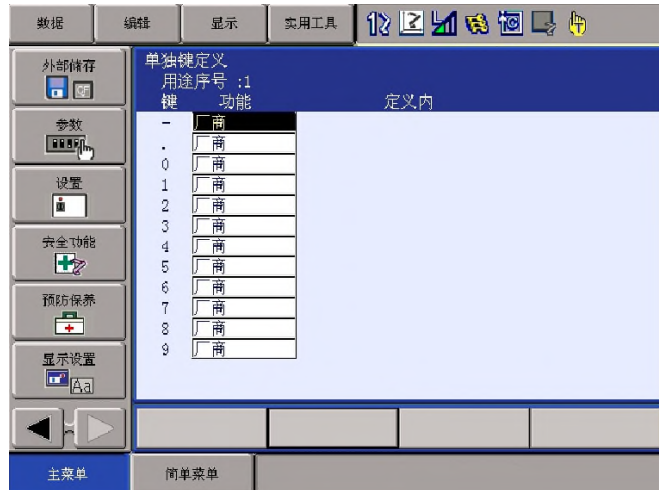 数据 编辑 显示 实用工具
外部储存
CF
参数
设置
安全功能
预防保养
显示设置
Aa
单独键定义
用途序号 :1
键 功能 定义内
- 厂商
. 厂商
0 厂商
1 厂商
2 厂商
3 厂商
4 厂商
5 厂商
6 厂商
7 厂商
8 厂商
9 厂商
主菜单 简单菜单